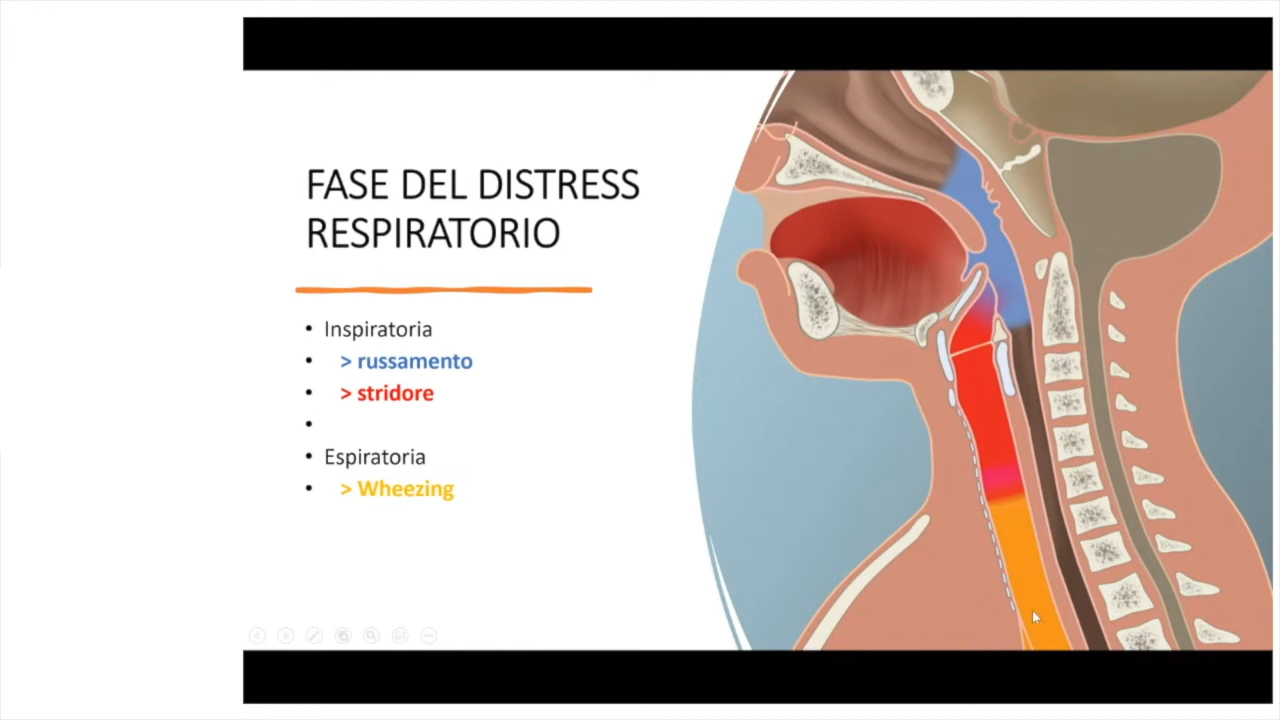 FASE DEL DISTRESS
RESPIRATORIO
• Inspiratoria
• > russamento
• > stridore
•
• Espiratoria
• > Wheezing